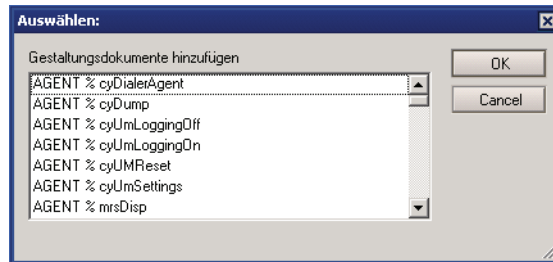 Auswählen:
Gestaltungsdokumente hinzufügen
OK
AGENT % cyDialerAgent
AGENT % cyDump
Cancel
AGENT % cyUmLoggingOff
AGENT % cyUmLoggingOn
AGENT % cyUMReset
AGENT % cyUmSettings
AGENT % mrsDisp